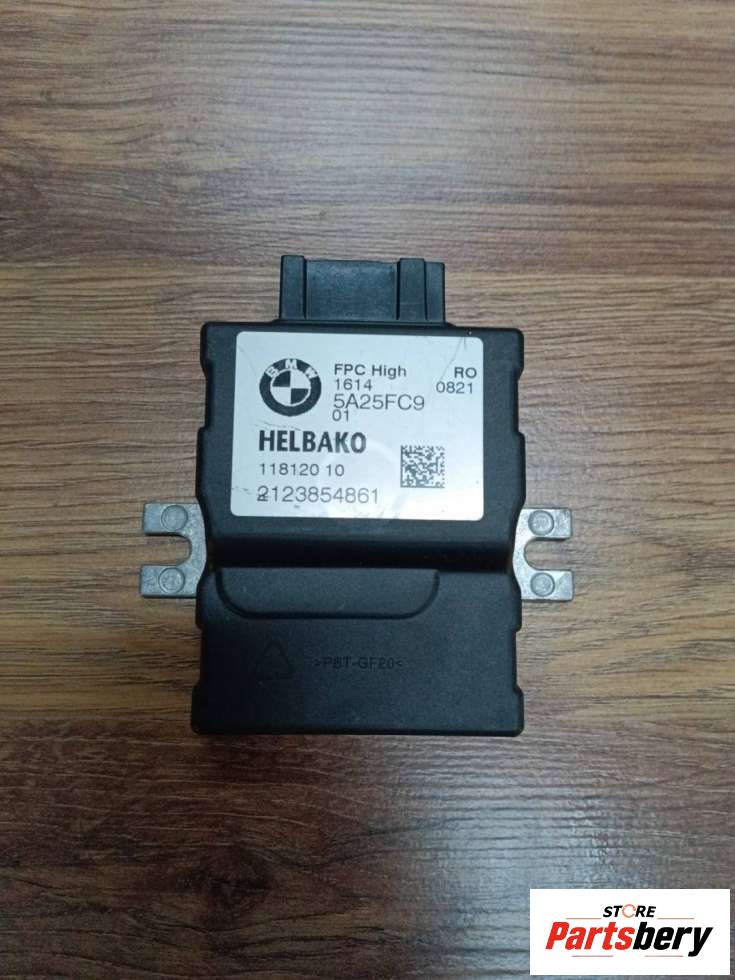 BMW
FPC High RO
1614 0821
5A25FC9
01
HELBAKO
118120 10
2123854861
>PBT-GF20<
STORE
Partsbery